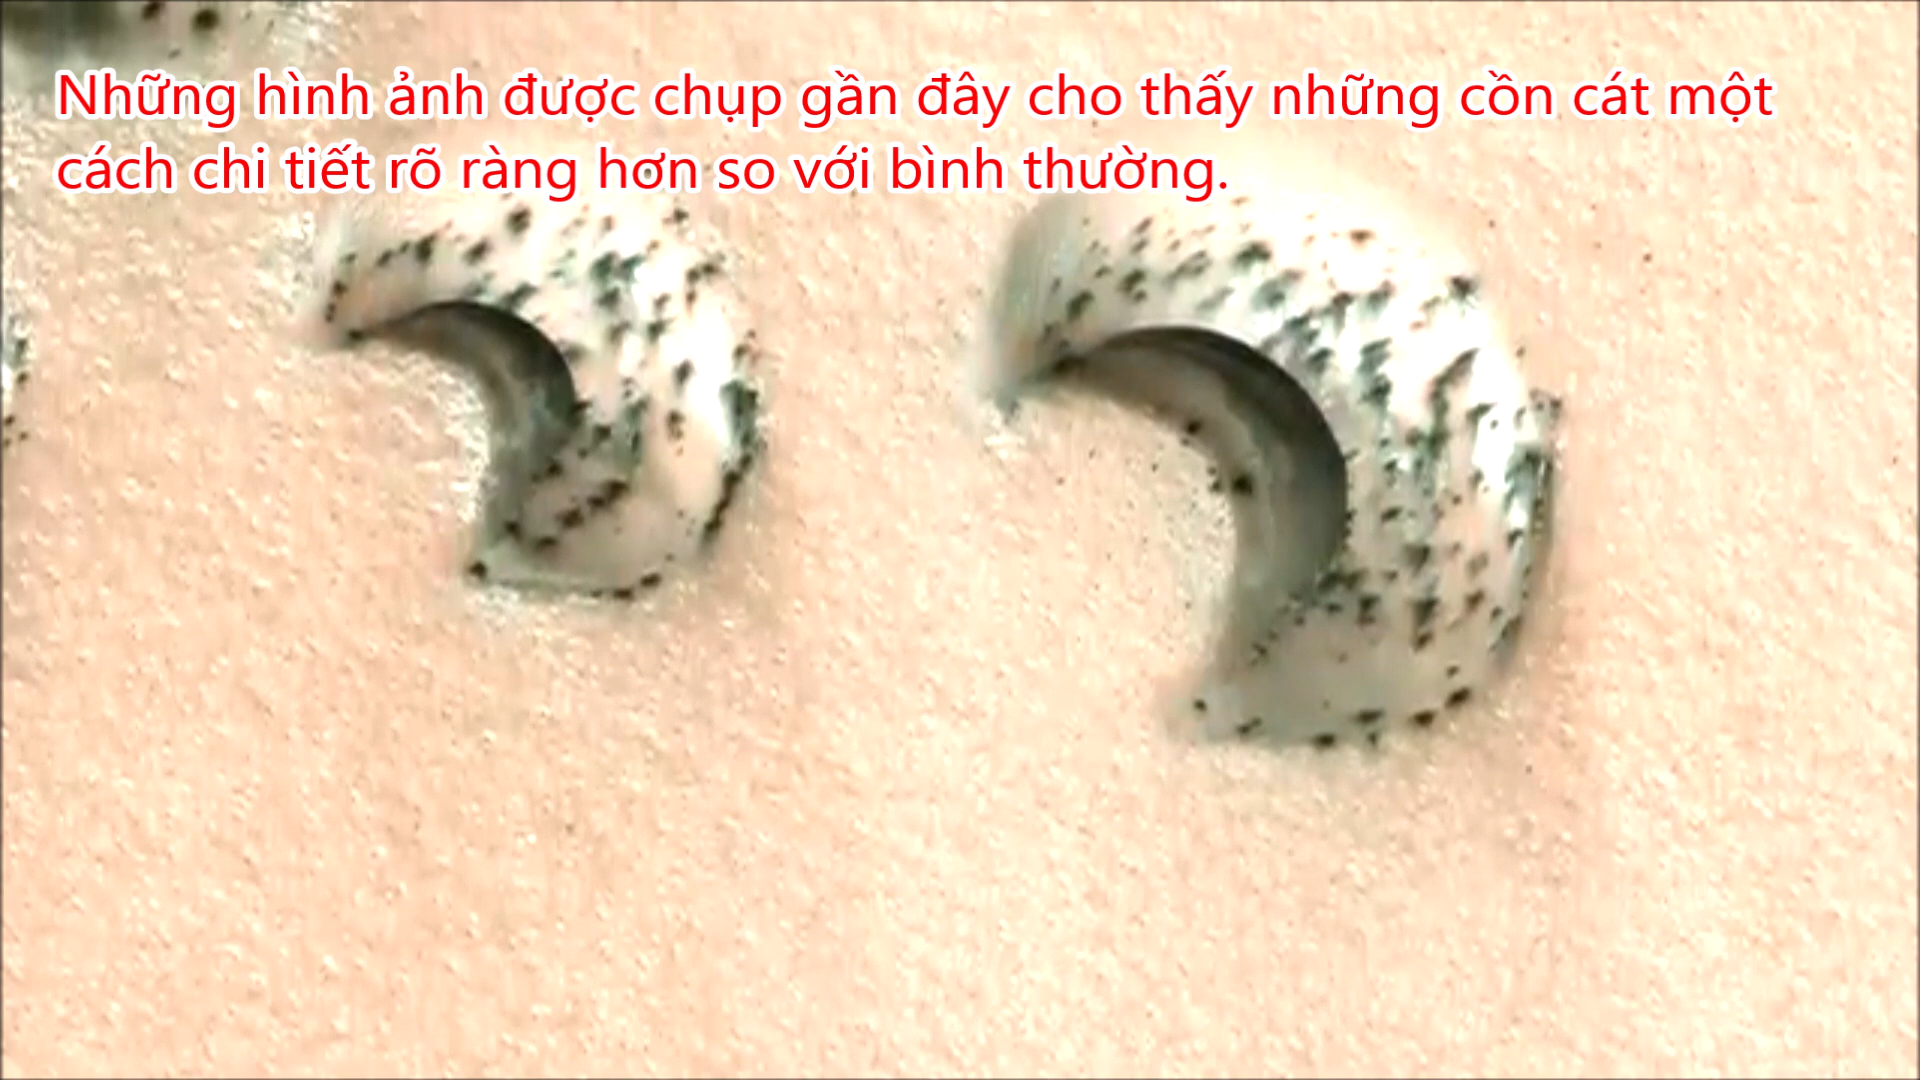 Những hình ảnh được chụp gần đây cho thấy những cồn cát một
cách chi tiết rõ ràng hơn so với bình thường.